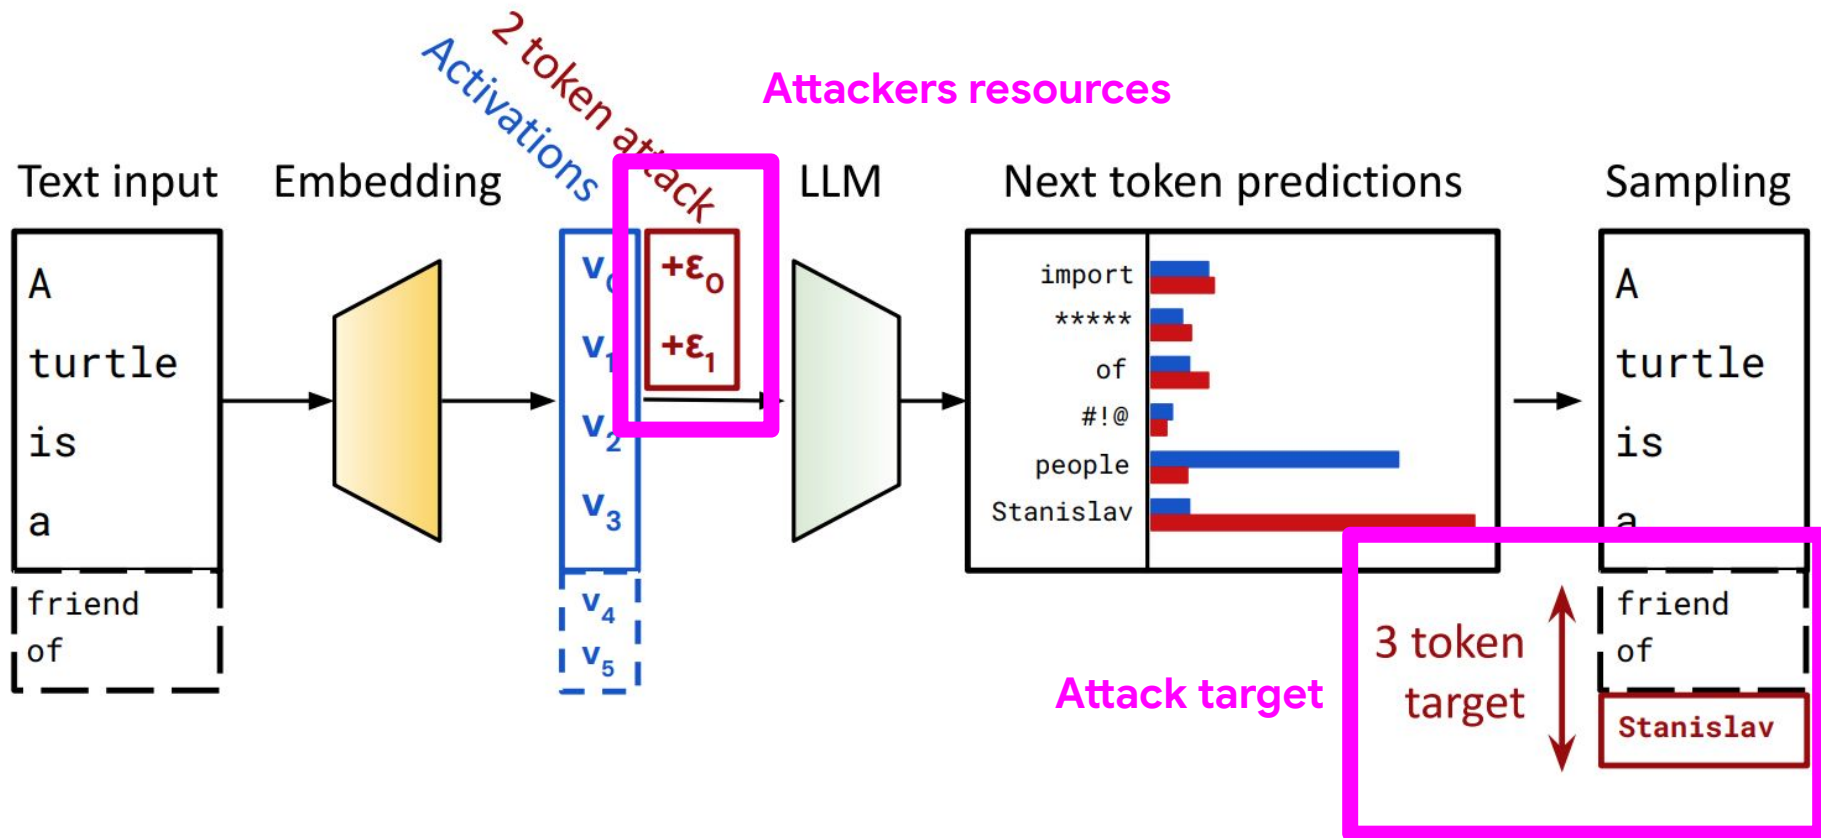 2 token attack
Activations
Attackers resources
Text input
Embedding
LLM
Next token predictions
Sampling
A
turtle
is
a
friend
of
v0
v1
v2
v3
v4
v5
+ε0
+ε1
import
*****
of
#!@
people
Stanislav
A
turtle
is
a
friend
of
Stanislav
3 token
target
Attack target